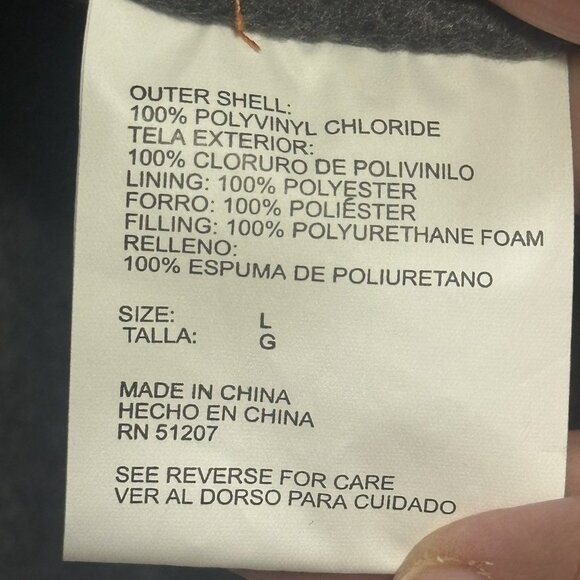 OUTER SHELL:
100% POLYVINYL CHLORIDE
TELA EXTERIOR:
100% CLORURO DE POLIVINILO
LINING: 100% POLYESTER
FORRO: 100% POLIÉSTER
FILLING: 100% POLYURETHANE FOAM
RELLENO:
100% ESPUMA DE POLIURETANO
SIZE: L
TALLA: G
MADE IN CHINA
HECHO EN CHINA
RN 51207
SEE REVERSE FOR CARE
VER AL DORSO PARA CUIDADO